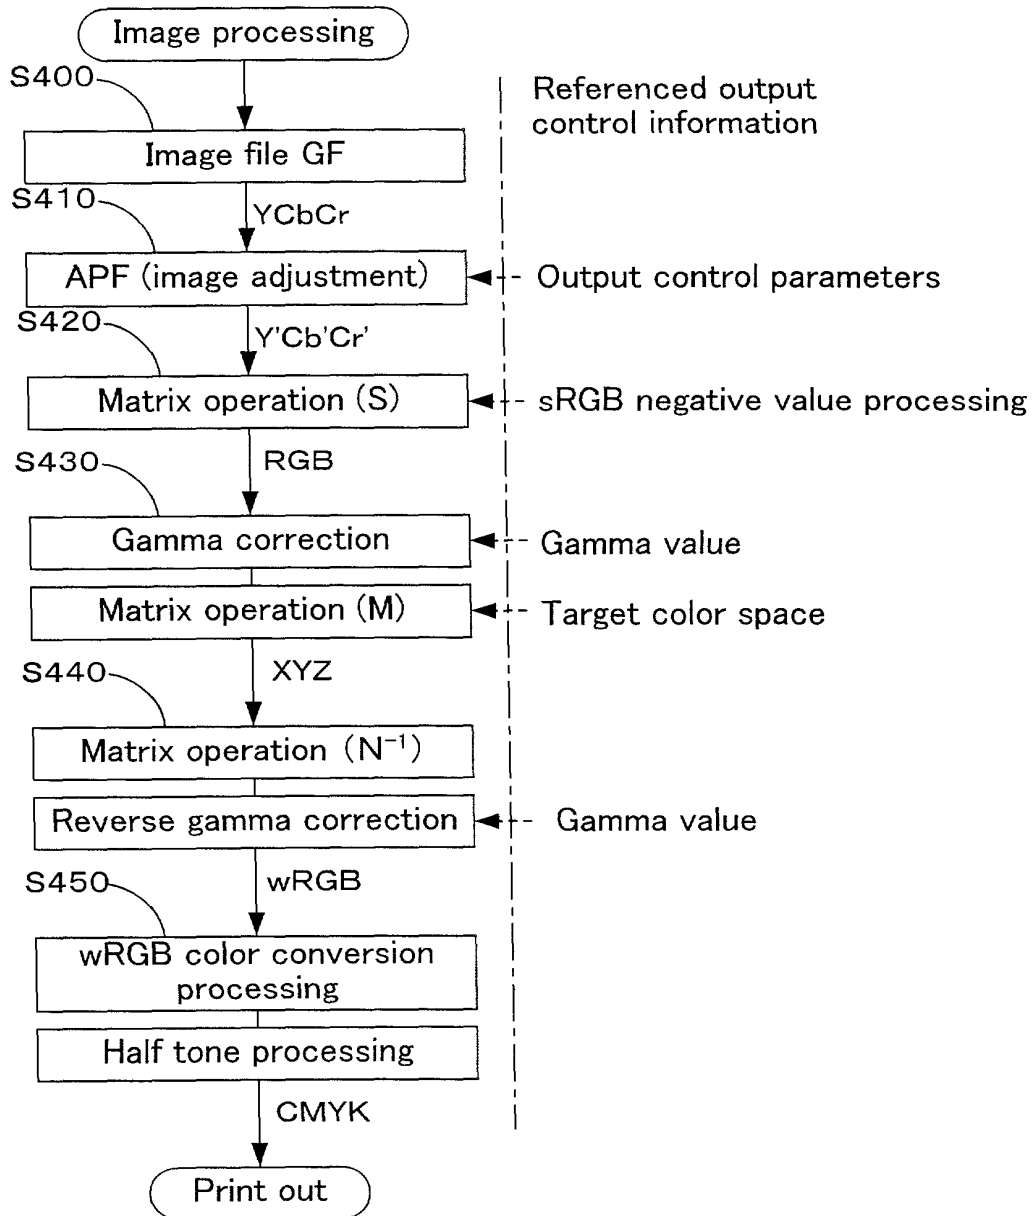 Image processing
S400
Referenced output
control information
Image file GF
S410
YCbCr
APF (image adjustment)
Output control parameters
S420
Y'Cb'Cr'
Matrix operation (S)
sRGB negative value processing
S430
RGB
Gamma correction
Gamma value
Matrix operation (M)
Target color space
S440
XYZ
Matrix operation (N⁻¹)
Reverse gamma correction
Gamma value
S450
wRGB
wRGB color conversion
processing
Half tone processing
CMYK
Print out